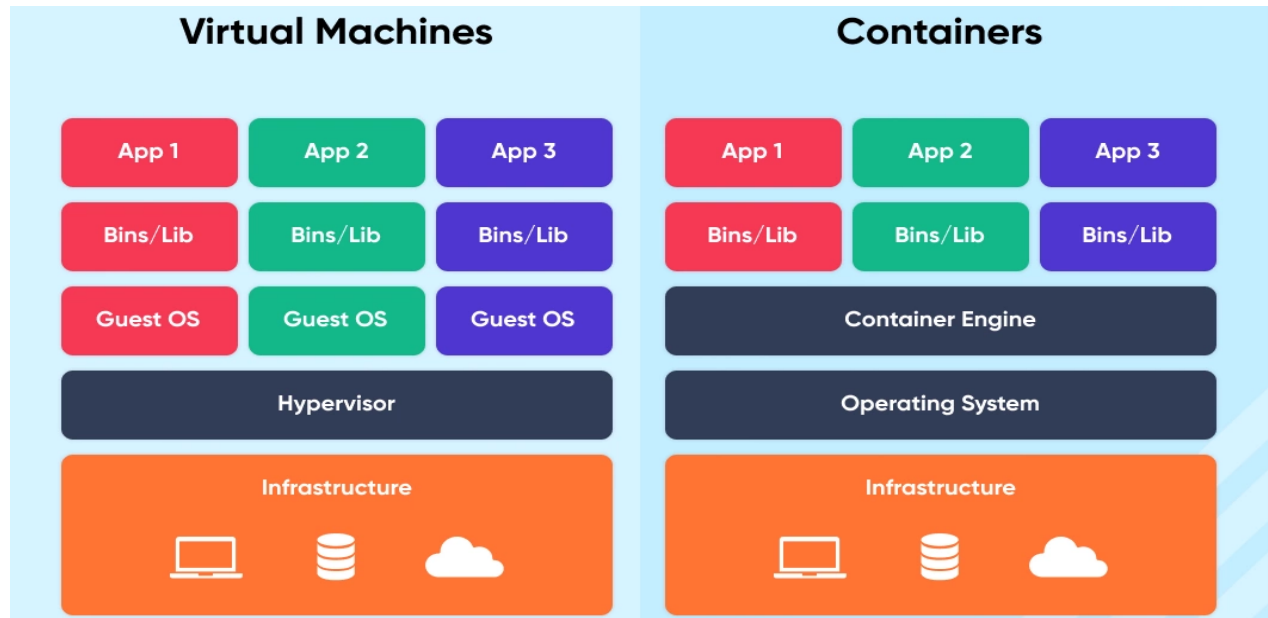 Virtual Machines
App 1 App 2 App 3
Bins/Lib Bins/Lib Bins/Lib
Guest OS Guest OS Guest OS
Hypervisor
Infrastructure
Containers
App 1 App 2 App 3
Bins/Lib Bins/Lib Bins/Lib
Container Engine
Operating System
Infrastructure